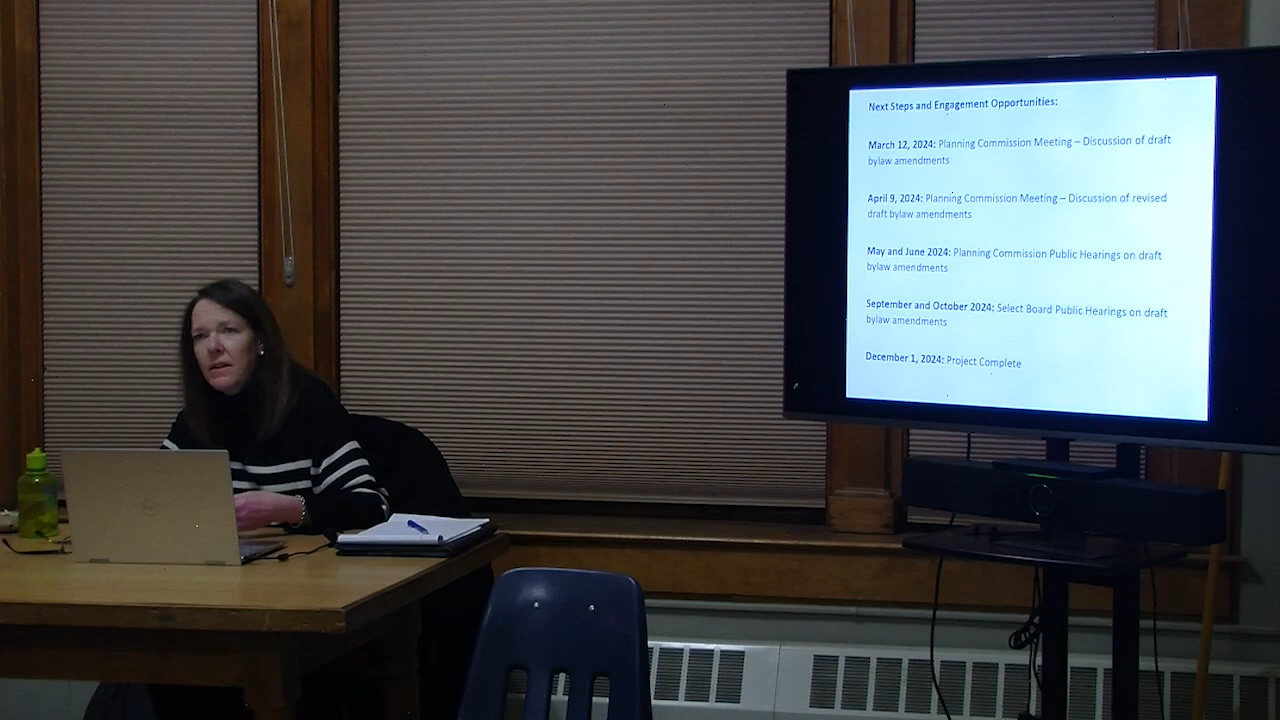 Next Steps and Engagement Opportunities:
March 12, 2024: Planning Commission Meeting – Discussion of draft
bylaw amendments
April 9, 2024: Planning Commission Meeting – Discussion of revised
draft bylaw amendments
May and June 2024: Planning Commission Public Hearings on draft
bylaw amendments
September and October 2024: Select Board Public Hearings on draft
bylaw amendments
December 1, 2024: Project Complete
DELL